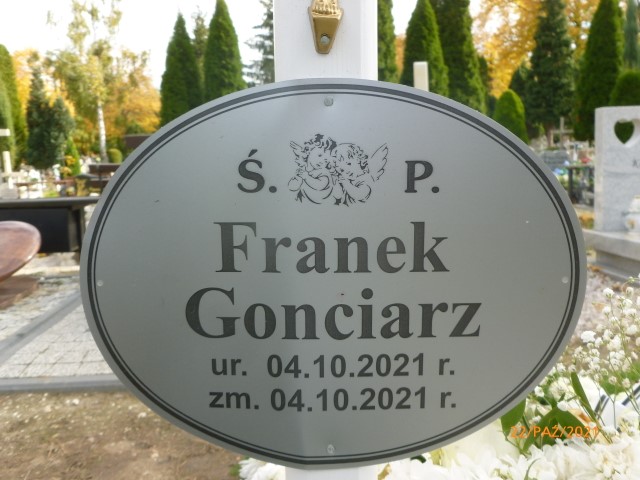 Ś. P.
Franek
Gonciarz
ur. 04.10.2021 r.
zm. 04.10.2021 r.
22/PAŹ/2021